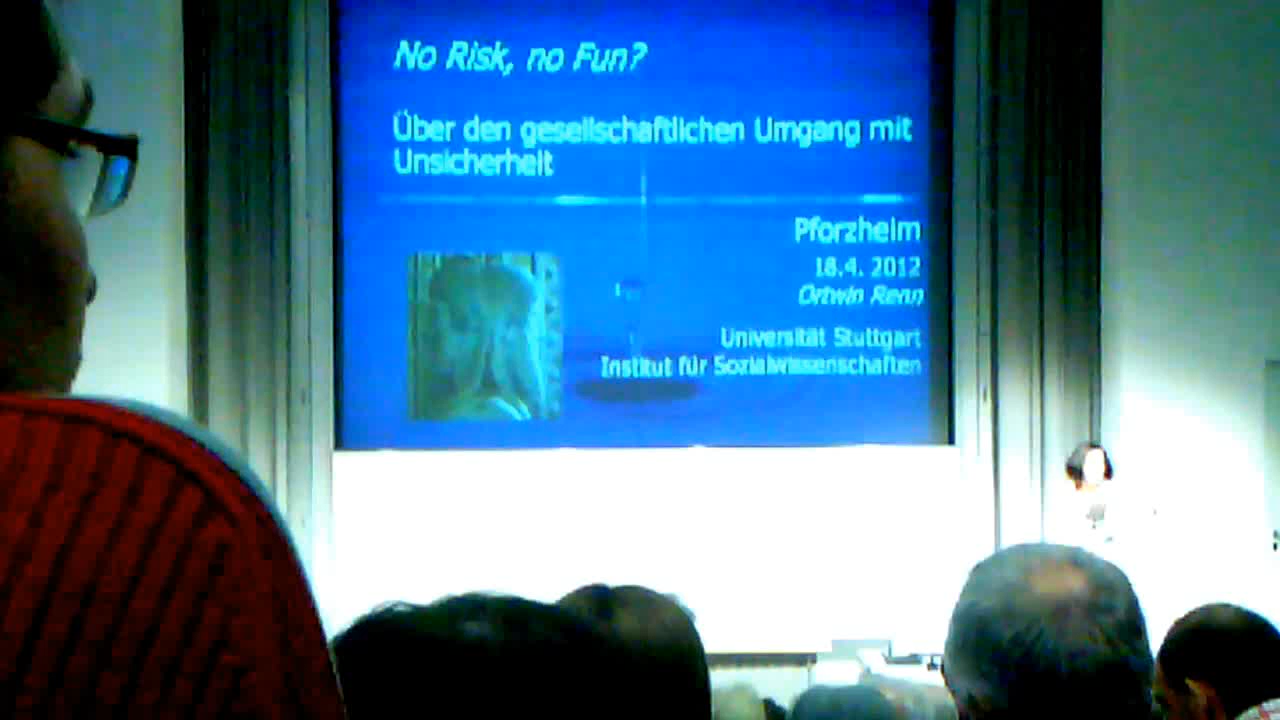 No Risk, no Fun?
Über den gesellschaftlichen Umgang mit
Unsicherheit
Pforzheim
18.4. 2012
Ortwin Renn
Universität Stuttgart
Institut für Sozialwissenschaften